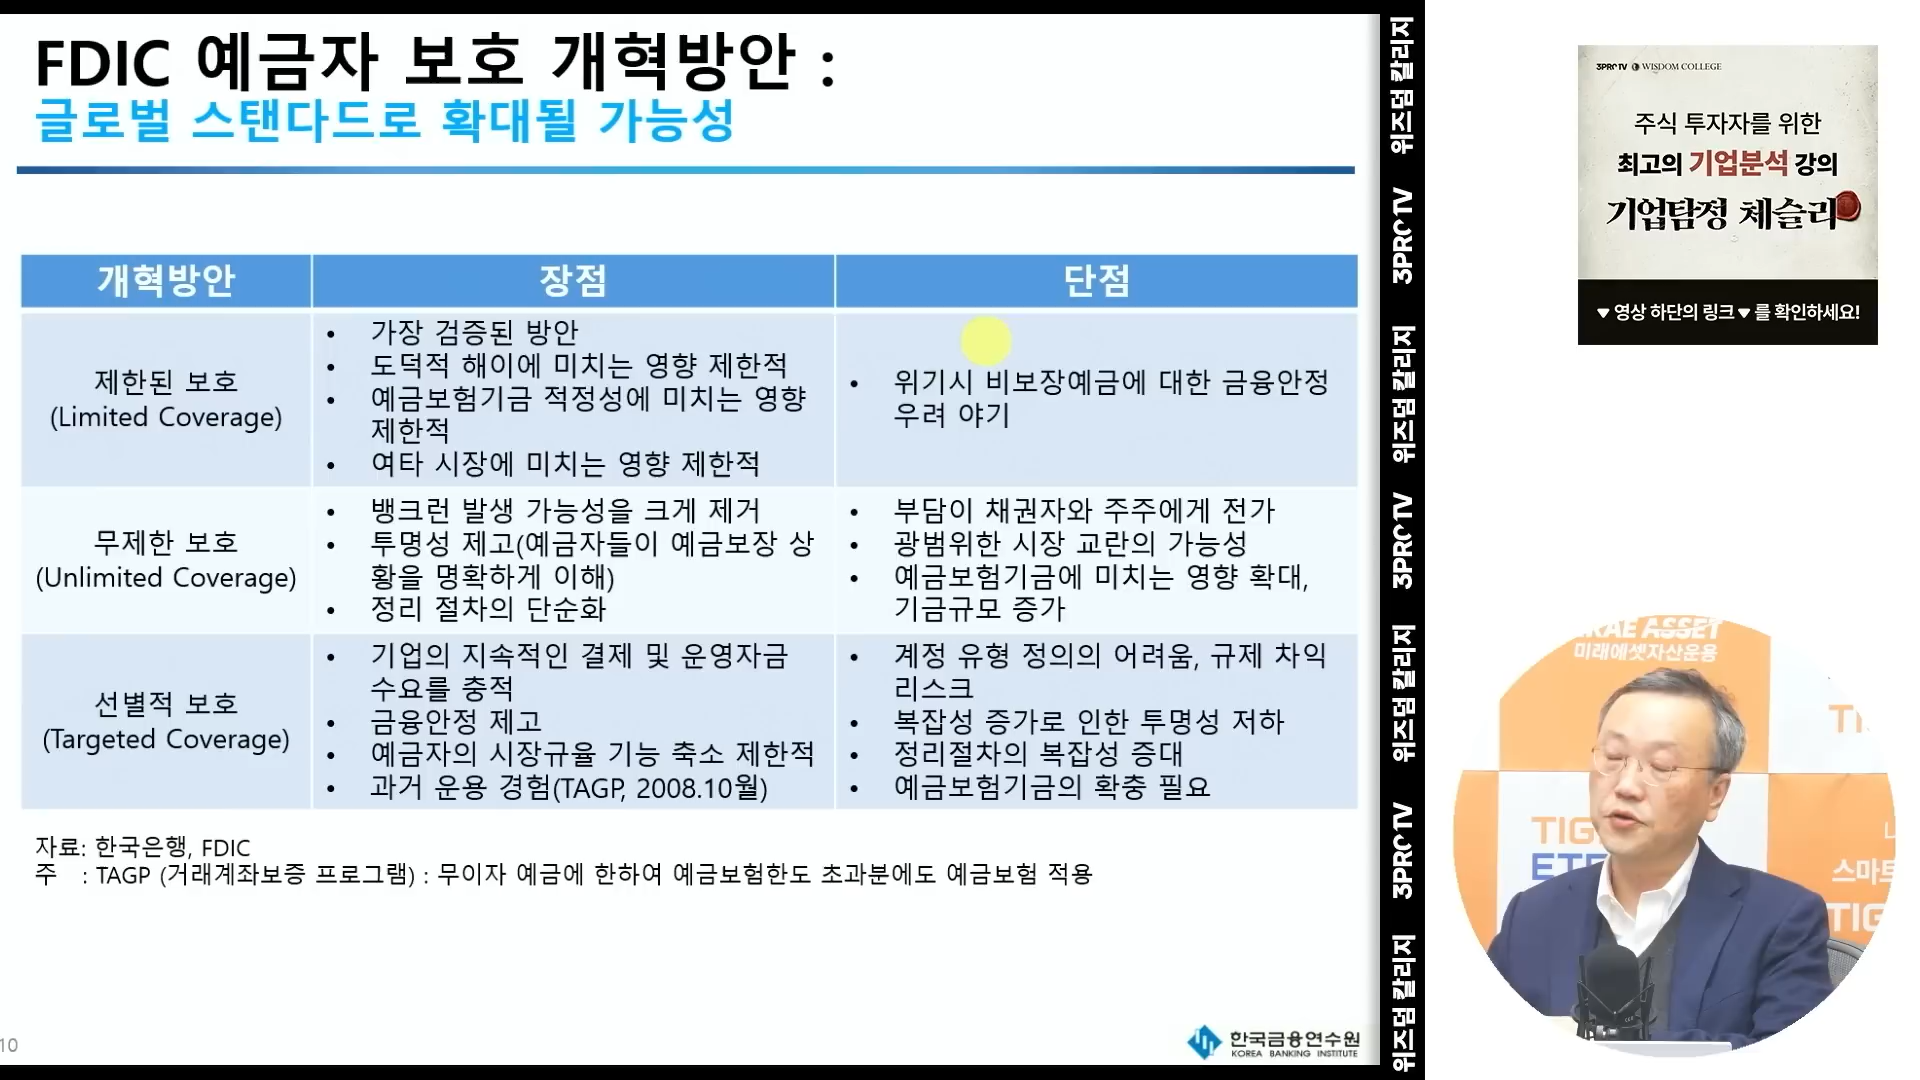 FDIC 예금자 보호 개혁방안 :
글로벌 스탠다드로 확대될 가능성
개혁방안
장점
단점
제한된 보호
(Limited Coverage)
• 가장 검증된 방안
• 도덕적 해이에 미치는 영향 제한적
• 예금보험기금 적정성에 미치는 영향
제한적
• 여타 시장에 미치는 영향 제한적
• 위기시 비보장예금에 대한 금융안정
우려 야기
무제한 보호
(Unlimited Coverage)
• 뱅크런 발생 가능성을 크게 제거
• 투명성 제고(예금자들이 예금보장 상
황을 명확하게 이해)
• 정리 절차의 단순화
• 부담이 채권자와 주주에게 전가
• 광범위한 시장 교란의 가능성
• 예금보험기금에 미치는 영향 확대,
기금규모 증가
선별적 보호
(Targeted Coverage)
• 기업의 지속적인 결제 및 운영자금
수요를 충적
• 금융안정 제고
• 예금자의 시장규율 기능 축소 제한적
• 과거 운용 경험(TAGP, 2008.10월)
• 계정 유형 정의의 어려움, 규제 차익
리스크
• 복잡성 증가로 인한 투명성 저하
• 정리절차의 복잡성 증대
• 예금보험기금의 확충 필요
자료: 한국은행, FDIC
주 : TAGP (거래계좌보증 프로그램) : 무이자 예금에 한하여 예금보험한도 초과분에도 예금보험 적용
10
한국금융연수원
KOREA BANKING INSTITUTE
위즈덤 칼리지
3PROTV
위즈덤 칼리지
3PROTV
위즈덤 칼리지
3PROTV
위즈덤 칼리지
3PROTV WISDOM COLLEGE
주식 투자자를 위한
최고의 기업분석 강의
기업탐정 체슬리
▼영상 하단의 링크▼를 확인하세요!
RAE ASSET
미래에셋자산운용
TI
TIG
ETF
스마트
TIG